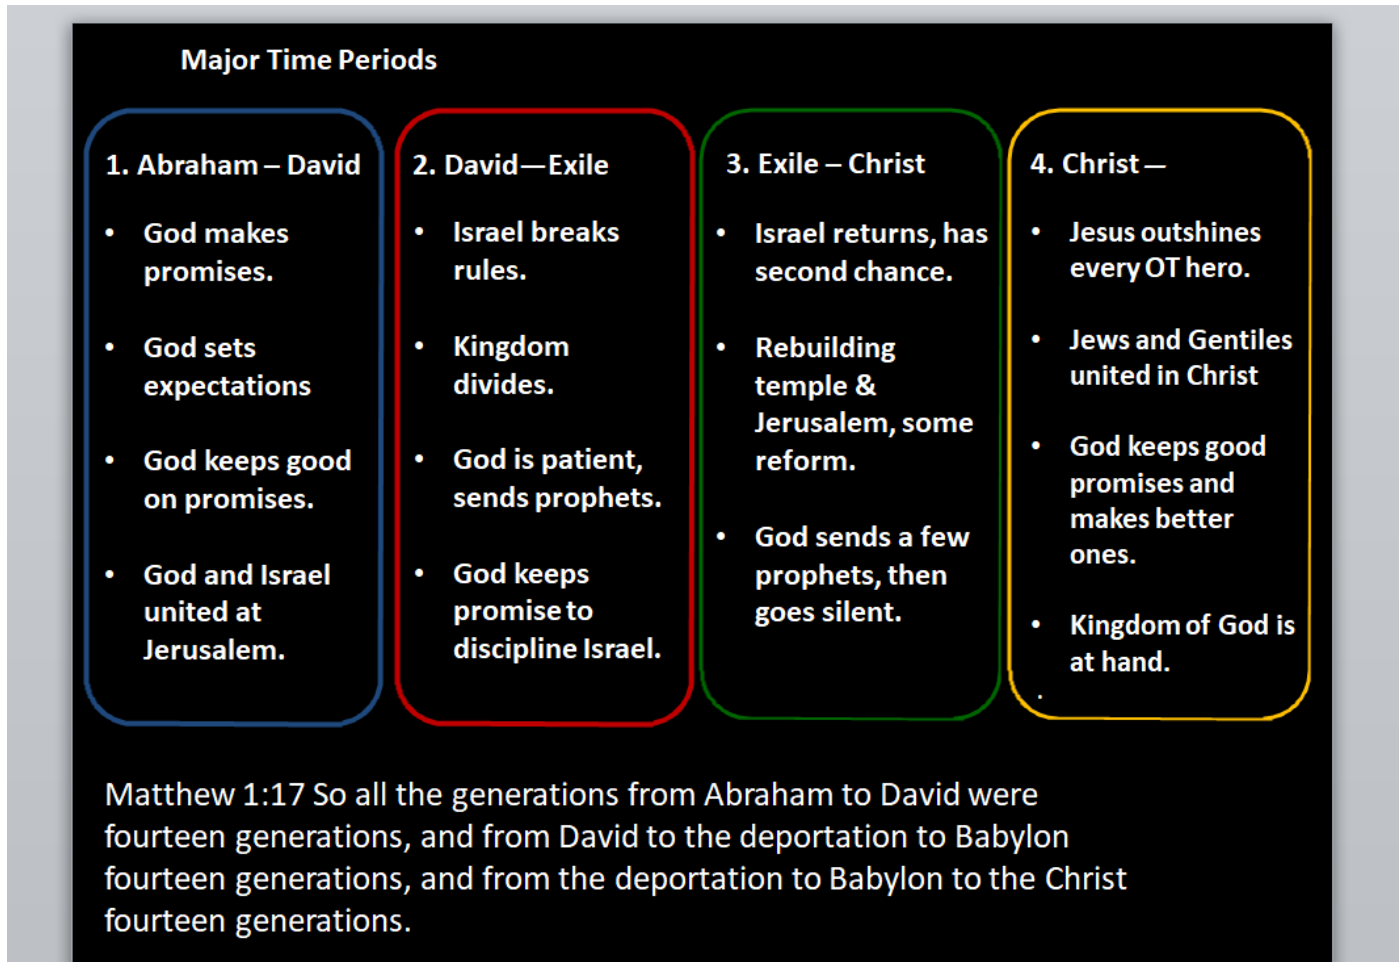 Major Time Periods
1. Abraham – David
• God makes
promises.
• God sets
expectations
• God keeps good
on promises.
• God and Israel
united at
Jerusalem.
2. David—Exile
• Israel breaks
rules.
• Kingdom
divides.
• God is patient,
sends prophets.
• God keeps
promise to
discipline Israel.
3. Exile – Christ
• Israel returns, has
second chance.
• Rebuilding
temple &
Jerusalem, some
reform.
• God sends a few
prophets, then
goes silent.
4. Christ —
• Jesus outshines
every OT hero.
• Jews and Gentiles
united in Christ
• God keeps good
promises and
makes better
ones.
• Kingdom of God is
at hand.
.
Matthew 1:17 So all the generations from Abraham to David were
fourteen generations, and from David to the deportation to Babylon
fourteen generations, and from the deportation to Babylon to the Christ
fourteen generations.